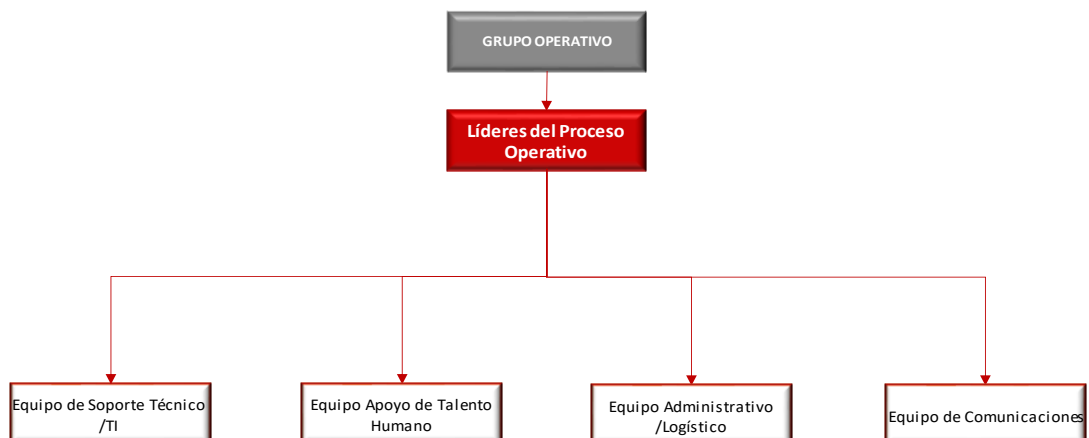 GRUPO OPERATIVO
Líderes del Proceso
Operativo
Equipo de Soporte Técnico
/TI
Equipo Apoyo de Talento
Humano
Equipo Administrativo
/Logístico
Equipo de Comunicaciones